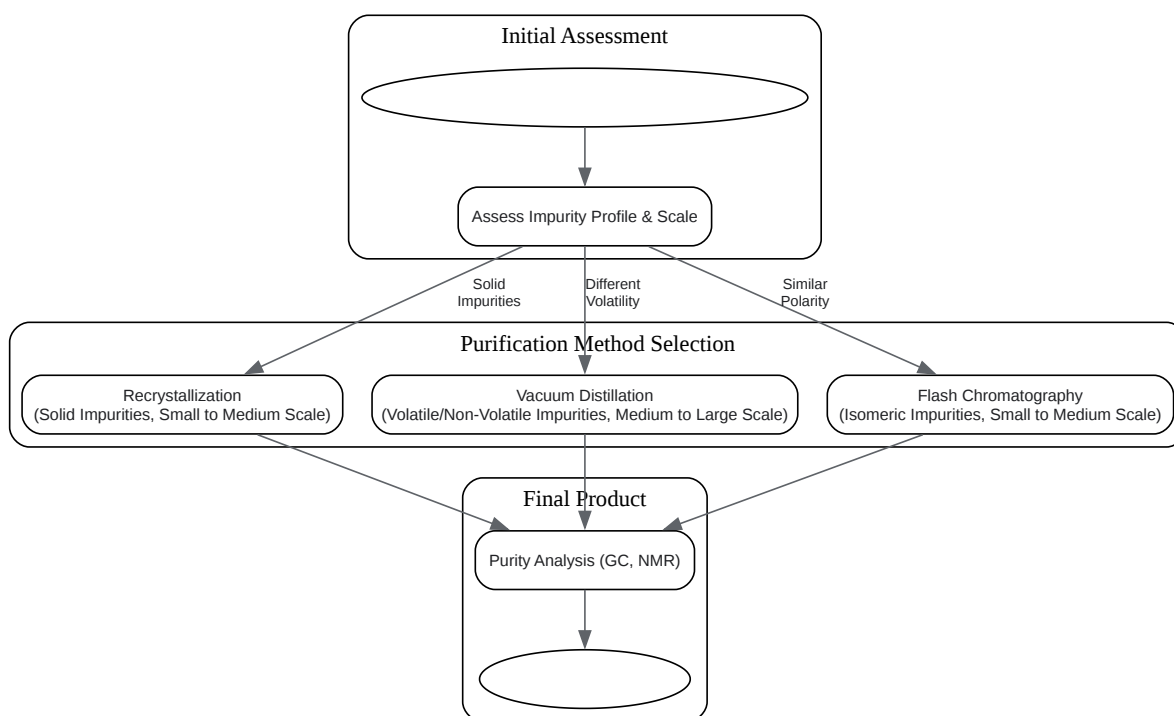 Initial Assessment
Assess Impurity Profile & Scale
Solid
Impurities
Different
Volatility
Similar
Polarity
Purification Method Selection
Recrystallization
(Solid Impurities, Small to Medium Scale)
Vacuum Distillation
(Volatile/Non-Volatile Impurities, Medium to Large Scale)
Flash Chromatography
(Isomeric Impurities, Small to Medium Scale)
Final Product
Purity Analysis (GC, NMR)